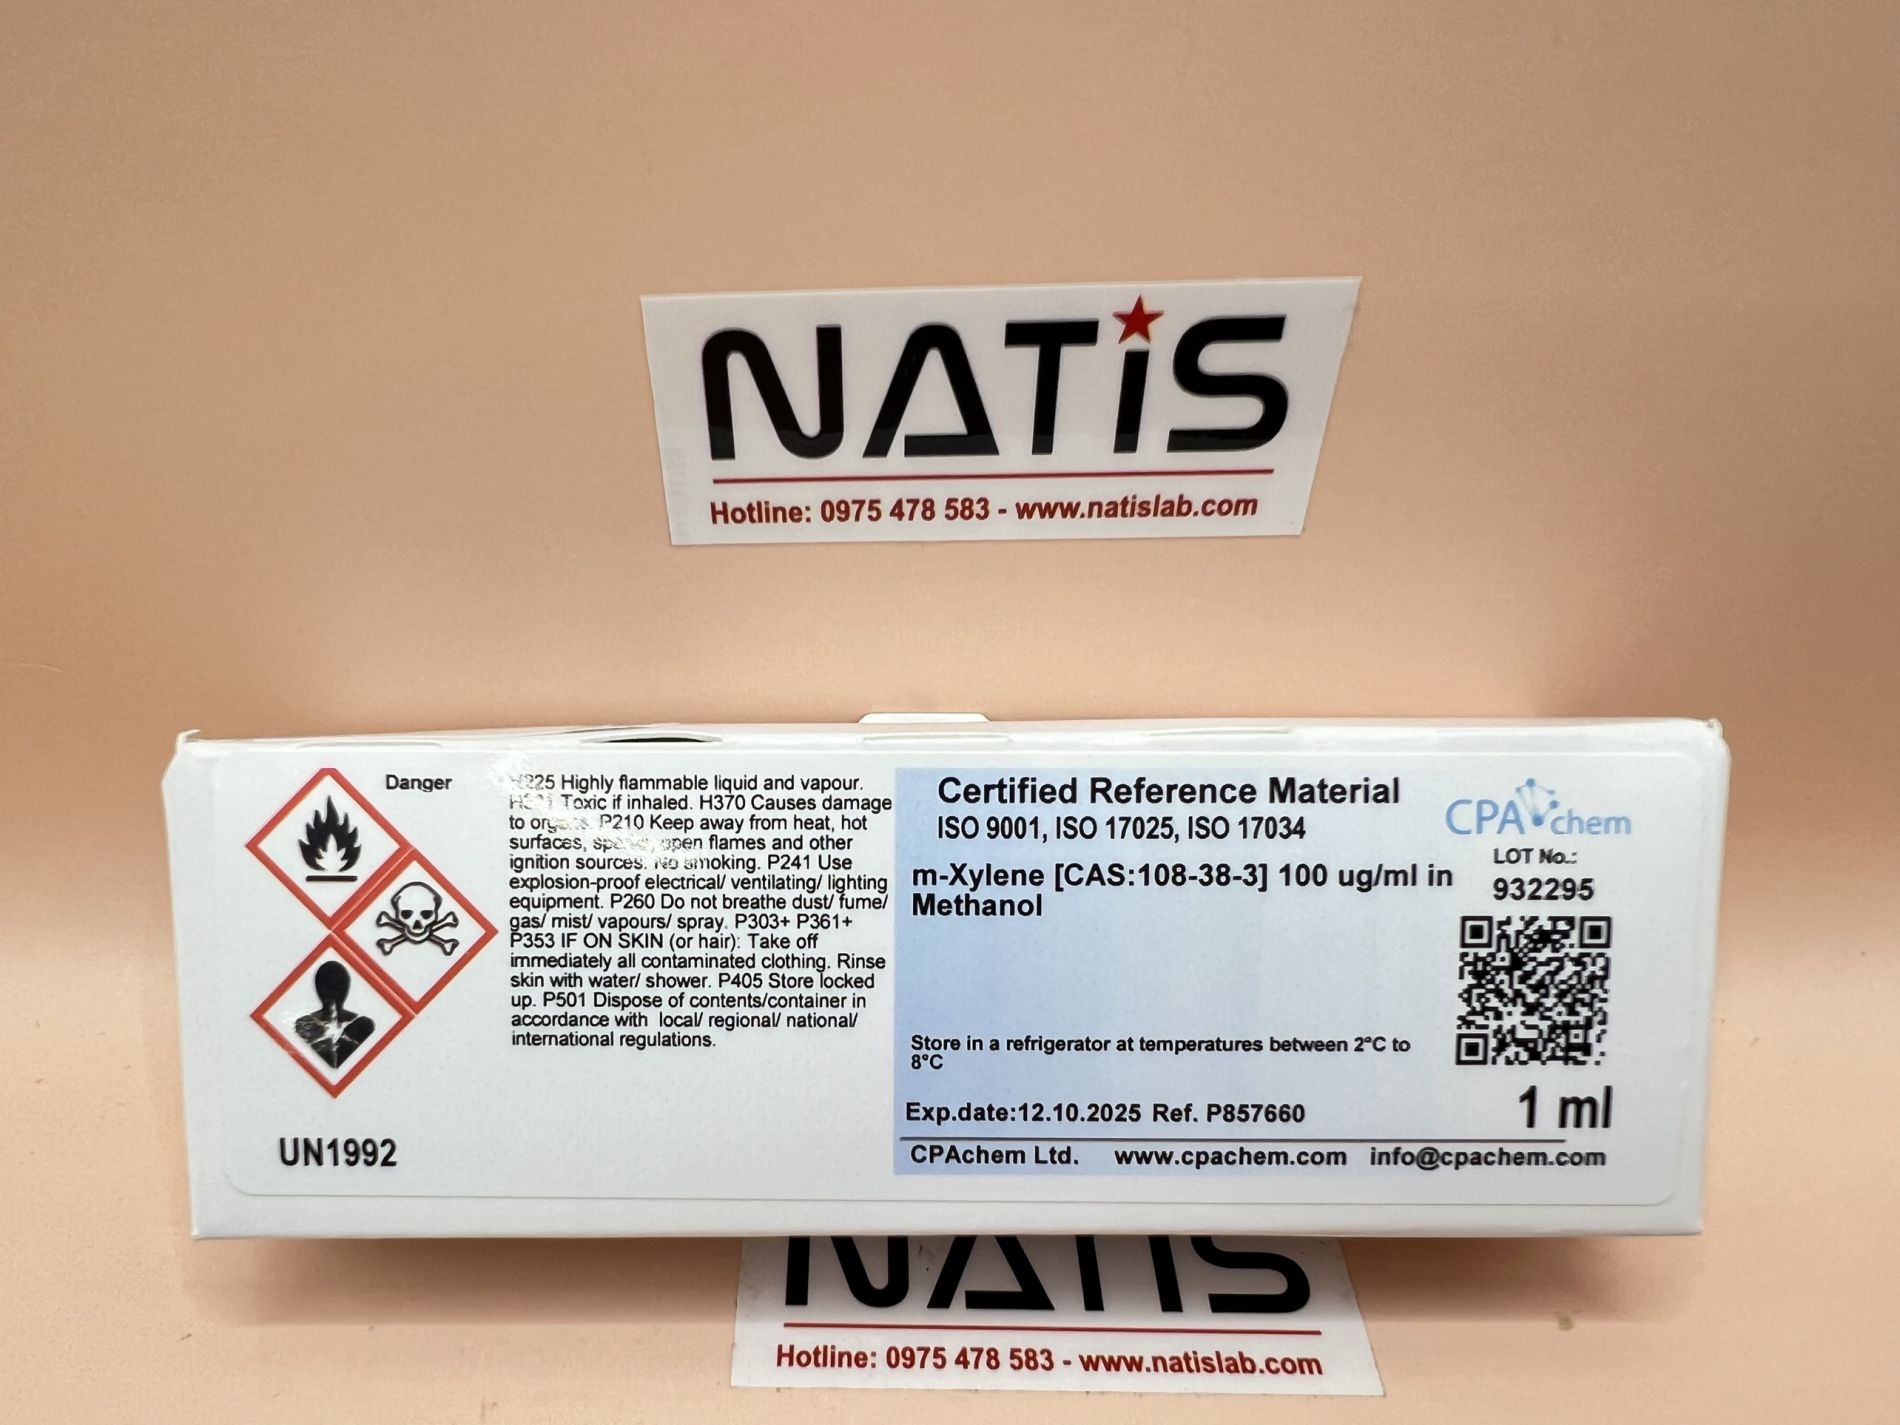 NATiS
Hotline: 0975 478 583 - www.natislab.com
Danger
UN1992
H225 Highly flammable liquid and vapour.
Toxic if inhaled. H370 Causes damage
to organs. P210 Keep away from heat, hot
surfaces, open flames and other
ignition sources. No smoking. P241 Use
explosion-proof electrical/ ventilating/ lighting
equipment. P260 Do not breathe dust/ fume/
gas/ mist/ vapours/ spray. P303+ P361+
P353 IF ON SKIN (or hair): Take off
immediately all contaminated clothing. Rinse
skin with water/ shower. P405 Store locked
up. P501 Dispose of contents/container in
accordance with local/ regional/ national/
international regulations.
Certified Reference Material
ISO 9001, ISO 17025, ISO 17034
m-Xylene [CAS:108-38-3] 100 ug/ml in
Methanol
Store in a refrigerator at temperatures between 2°C to
8°C
Exp.date:12.10.2025 Ref. P857660
CPAchem
LOT No.:
932295
1 ml
CPAchem Ltd. www.cpachem.com info@cpachem.com
NATIS
Hotline: 0975 478 583 - www.natislab.com